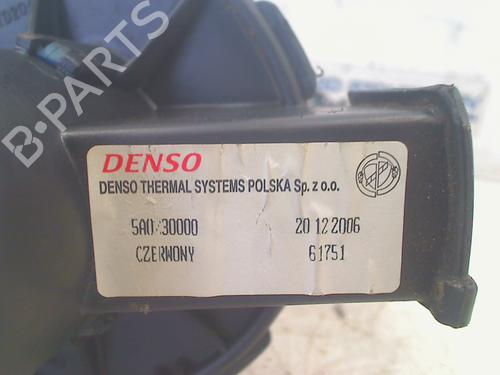 B-PARTS
DENSO
DENSO THERMAL SYSTEMS POLSKA Sp. z o.o.
20 12 2006
CZERWONY 61751